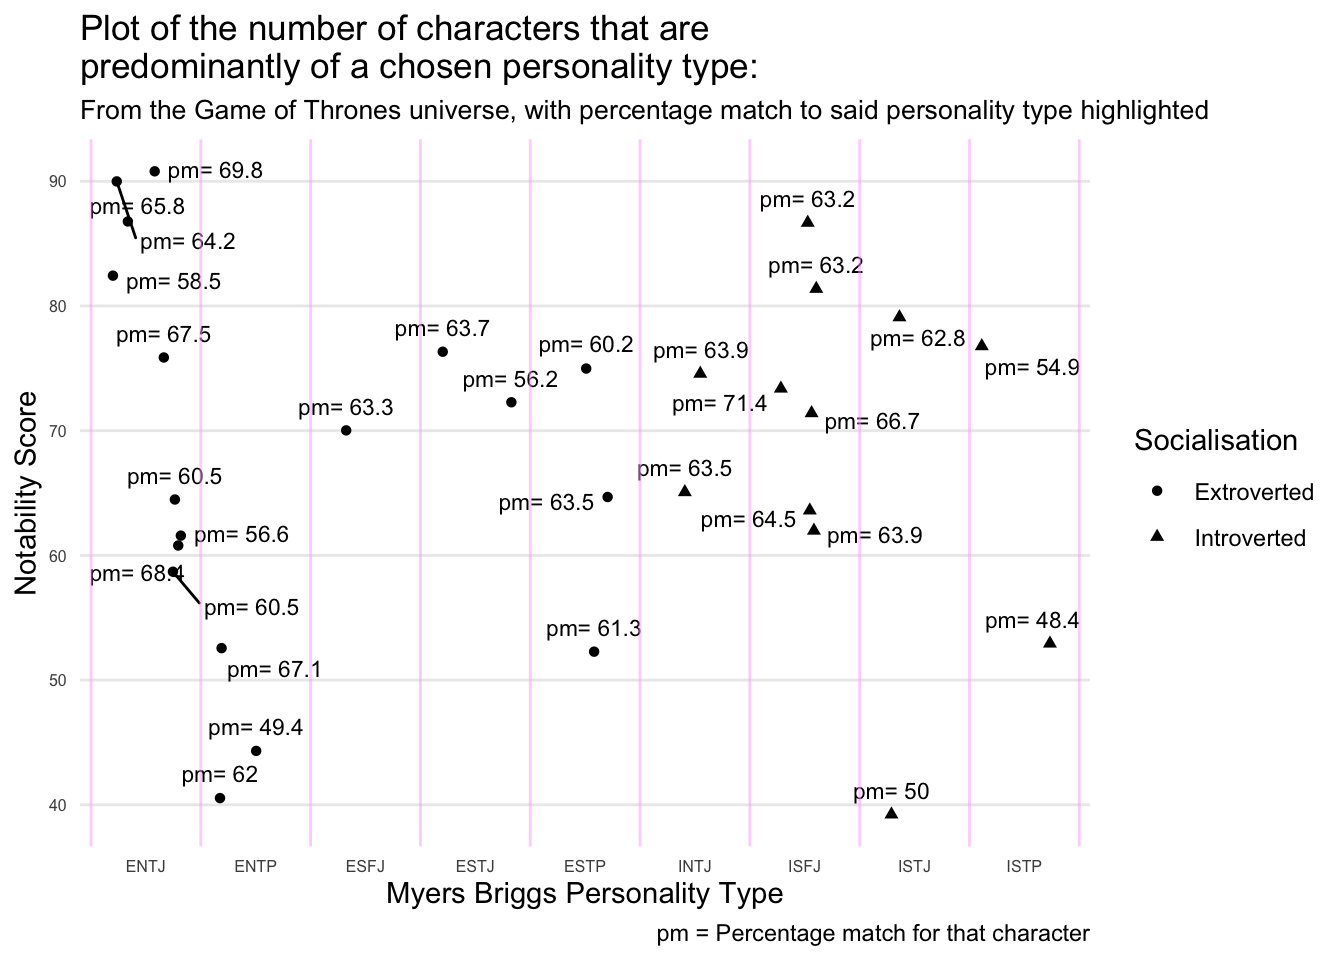 Plot of the number of characters that are
predominantly of a chosen personality type:
From the Game of Thrones universe, with percentage match to said personality type highlighted
Notability Score
90
80
70
60
50
40
pm= 69.8
pm= 65.8
pm= 64.2
pm= 58.5
pm= 67.5
pm= 60.5
pm= 56.6
pm= 68.4
pm= 60.5
pm= 67.1
pm= 49.4
pm= 62
pm= 63.3
pm= 63.7
pm= 56.2
pm= 60.2
pm= 63.5
pm= 61.3
pm= 63.9
pm= 63.5
pm= 63.2
pm= 63.2
pm= 71.4
pm= 66.7
pm= 64.5
pm= 63.9
pm= 62.8
pm= 50
pm= 54.9
pm= 48.4
ENTJ
ENTP
ESFJ
ESTJ
ESTP
INTJ
ISFJ
ISTJ
ISTP
Myers Briggs Personality Type
pm = Percentage match for that character
Socialisation
Extroverted
Introverted